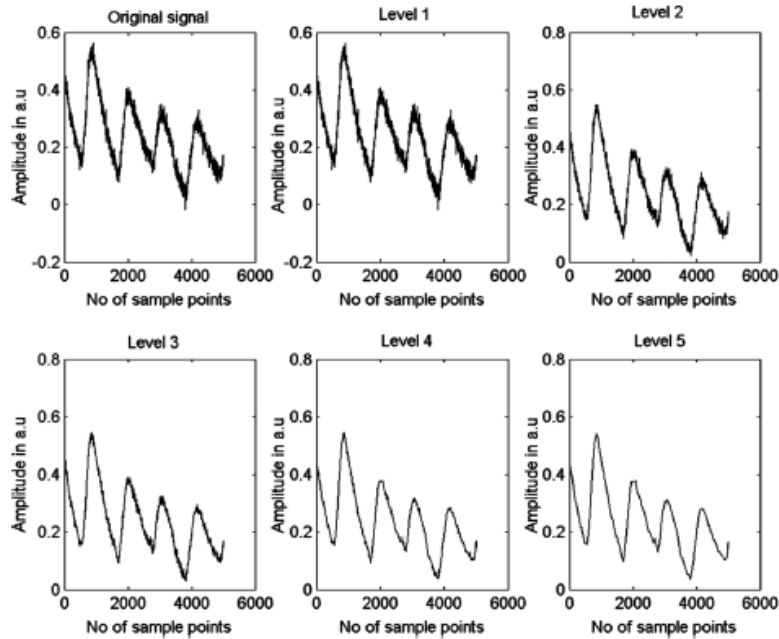 Original signal
Level 1
Level 2
Amplitude in a.u
0.6
0.4
0.2
0
-0.2
0 2000 4000 6000
No of sample points
Amplitude in a.u
0.6
0.4
0.2
0
-0.2
0 2000 4000 6000
No of sample points
Amplitude in a.u
0.8
0.6
0.4
0.2
0
0 2000 4000 6000
No of sample points
Level 3
Level 4
Level 5
Amplitude in a.u
0.8
0.6
0.4
0.2
0
0 2000 4000 6000
No of sample points
Amplitude in a.u
0.8
0.6
0.4
0.2
0
0 2000 4000 6000
No of sample points
Amplitude in a.u
0.8
0.6
0.4
0.2
0
0 2000 4000 6000
No of sample points